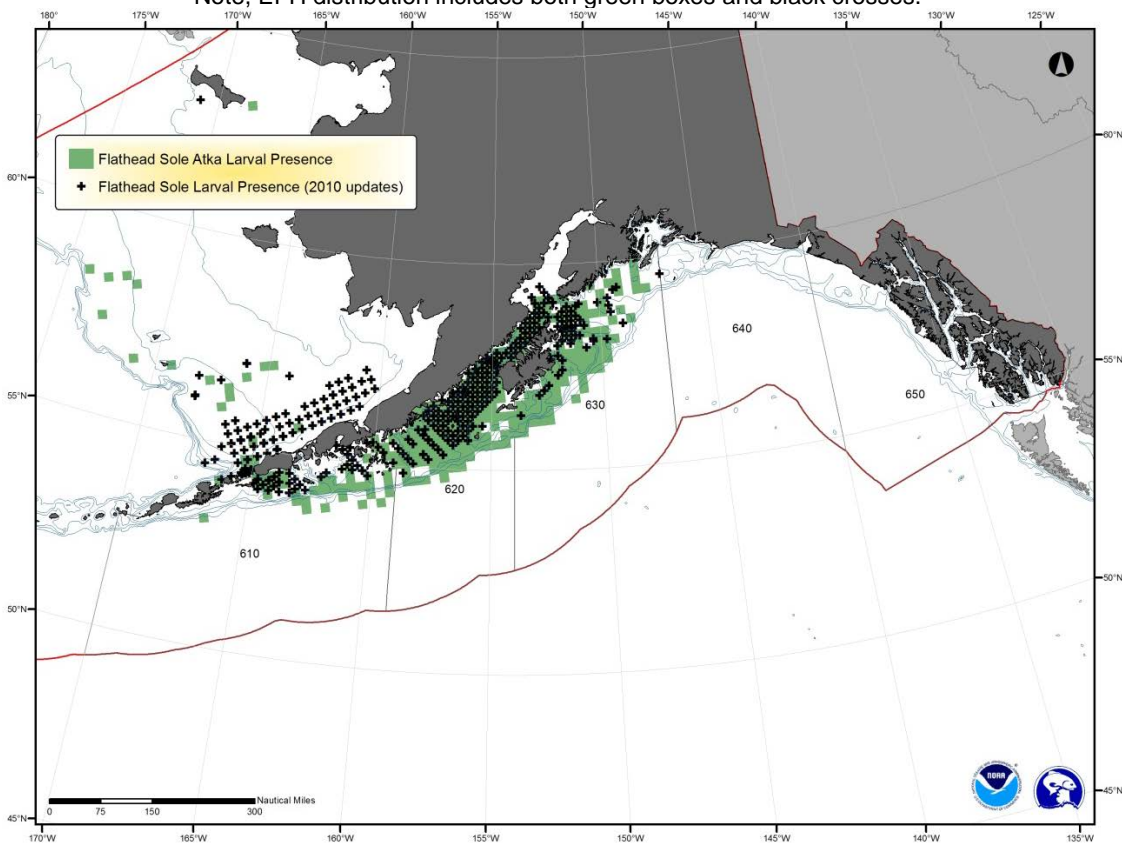 Note, EFH distribution includes both green boxes and black crosses.
180° 175°W 170°W 165°W 160°W 155°W 150°W 145°W 140°W 135°W 130°W 125°W
Flathead Sole Atka Larval Presence
Flathead Sole Larval Presence (2010 updates)
60°N 60°N
640
55°N 55°N
630
650
620
610
50°N 50°N
NOAA
Nautical Miles
0 75 150 300
45°N 45°N
170°W 165°W 160°W 155°W 150°W 145°W 140°W 135°W